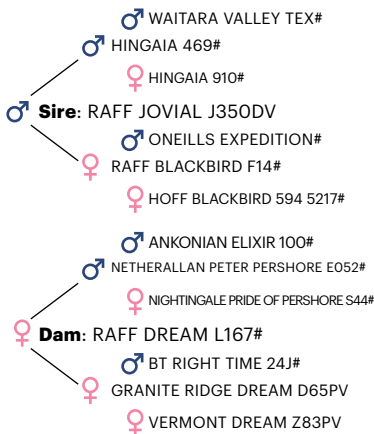 WAITARA VALLEY TEX#
HINGAIA 469#
HINGAIA 910#
Sire: RAFF JOVIAL J350DV
ONEILLS EXPEDITION#
RAFF BLACKBIRD F14#
HOFF BLACKBIRD 594 5217#
ANKONIAN ELIXIR 100#
NETHERALLAN PETER PERSHORE E052#
NIGHTINGALE PRIDE OF PERSHORE S44#
Dam: RAFF DREAM L167#
BT RIGHT TIME 24J#
GRANITE RIDGE DREAM D65PV
VERMONT DREAM Z83PV